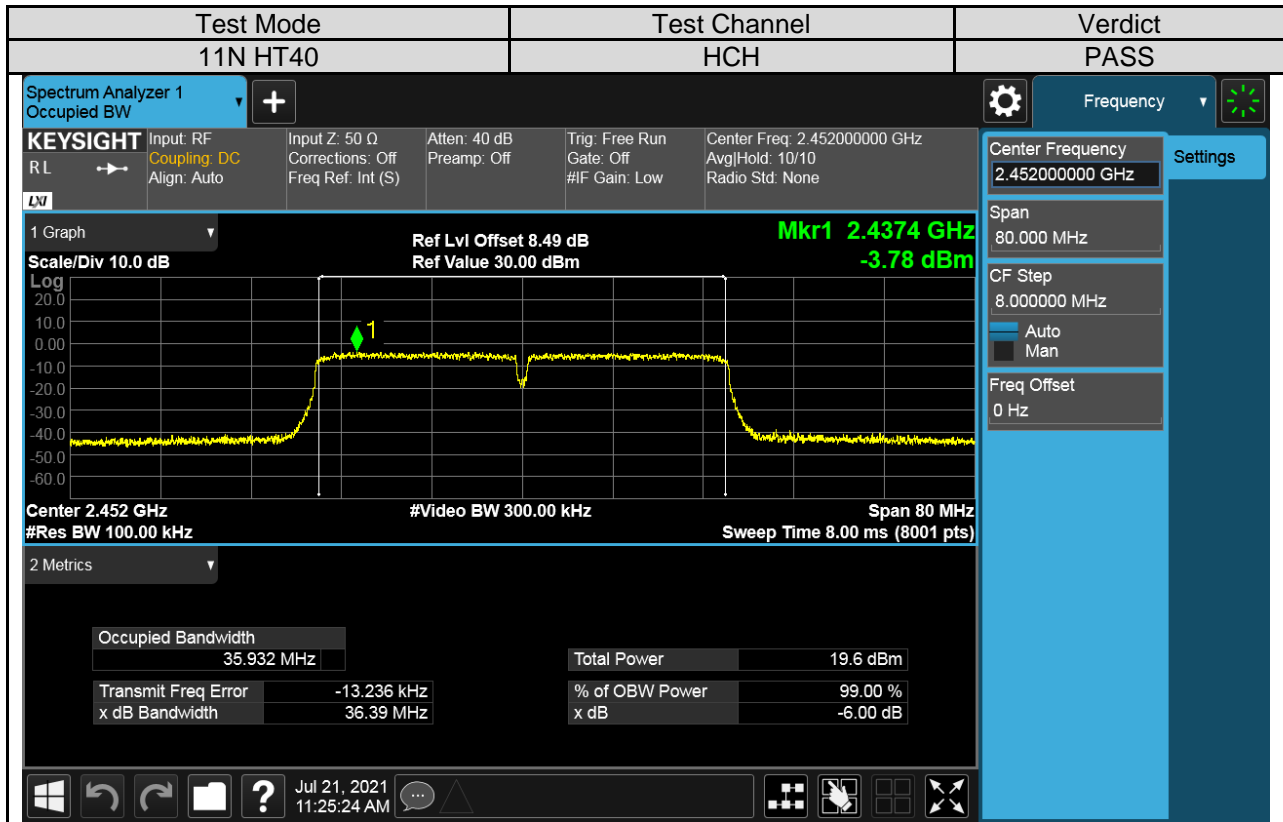 Test Mode Test Channel Verdict
11N HT40 HCH PASS
Spectrum Analyzer 1
Occupied BW
+
Frequency
KEYSIGHT Input: RF Input Z: 50 Ω Atten: 40 dB Trig: Free Run Center Freq: 2.452000000 GHz
RL Coupling: DC Corrections: Off Preamp: Off Gate: Off Avg|Hold: 10/10
Align: Auto Freq Ref: Int (S) #IF Gain: Low Radio Std: None
LXI
Center Frequency
2.452000000 GHz
Settings
Span
80.000 MHz
CF Step
8.000000 MHz
Auto
Man
Freq Offset
0 Hz
1 Graph Ref Lvl Offset 8.49 dB Mkr1 2.4374 GHz
Scale/Div 10.0 dB Ref Value 30.00 dBm -3.78 dBm
Log
20.0
10.0
1
0.00
-10.0
-20.0
-30.0
-40.0
-50.0
-60.0
Center 2.452 GHz #Video BW 300.00 kHz Span 80 MHz
#Res BW 100.00 kHz Sweep Time 8.00 ms (8001 pts)
2 Metrics
Occupied Bandwidth
35.932 MHz Total Power 19.6 dBm
Transmit Freq Error -13.236 kHz % of OBW Power 99.00 %
x dB Bandwidth 36.39 MHz x dB -6.00 dB
? Jul 21, 2021
11:25:24 AM